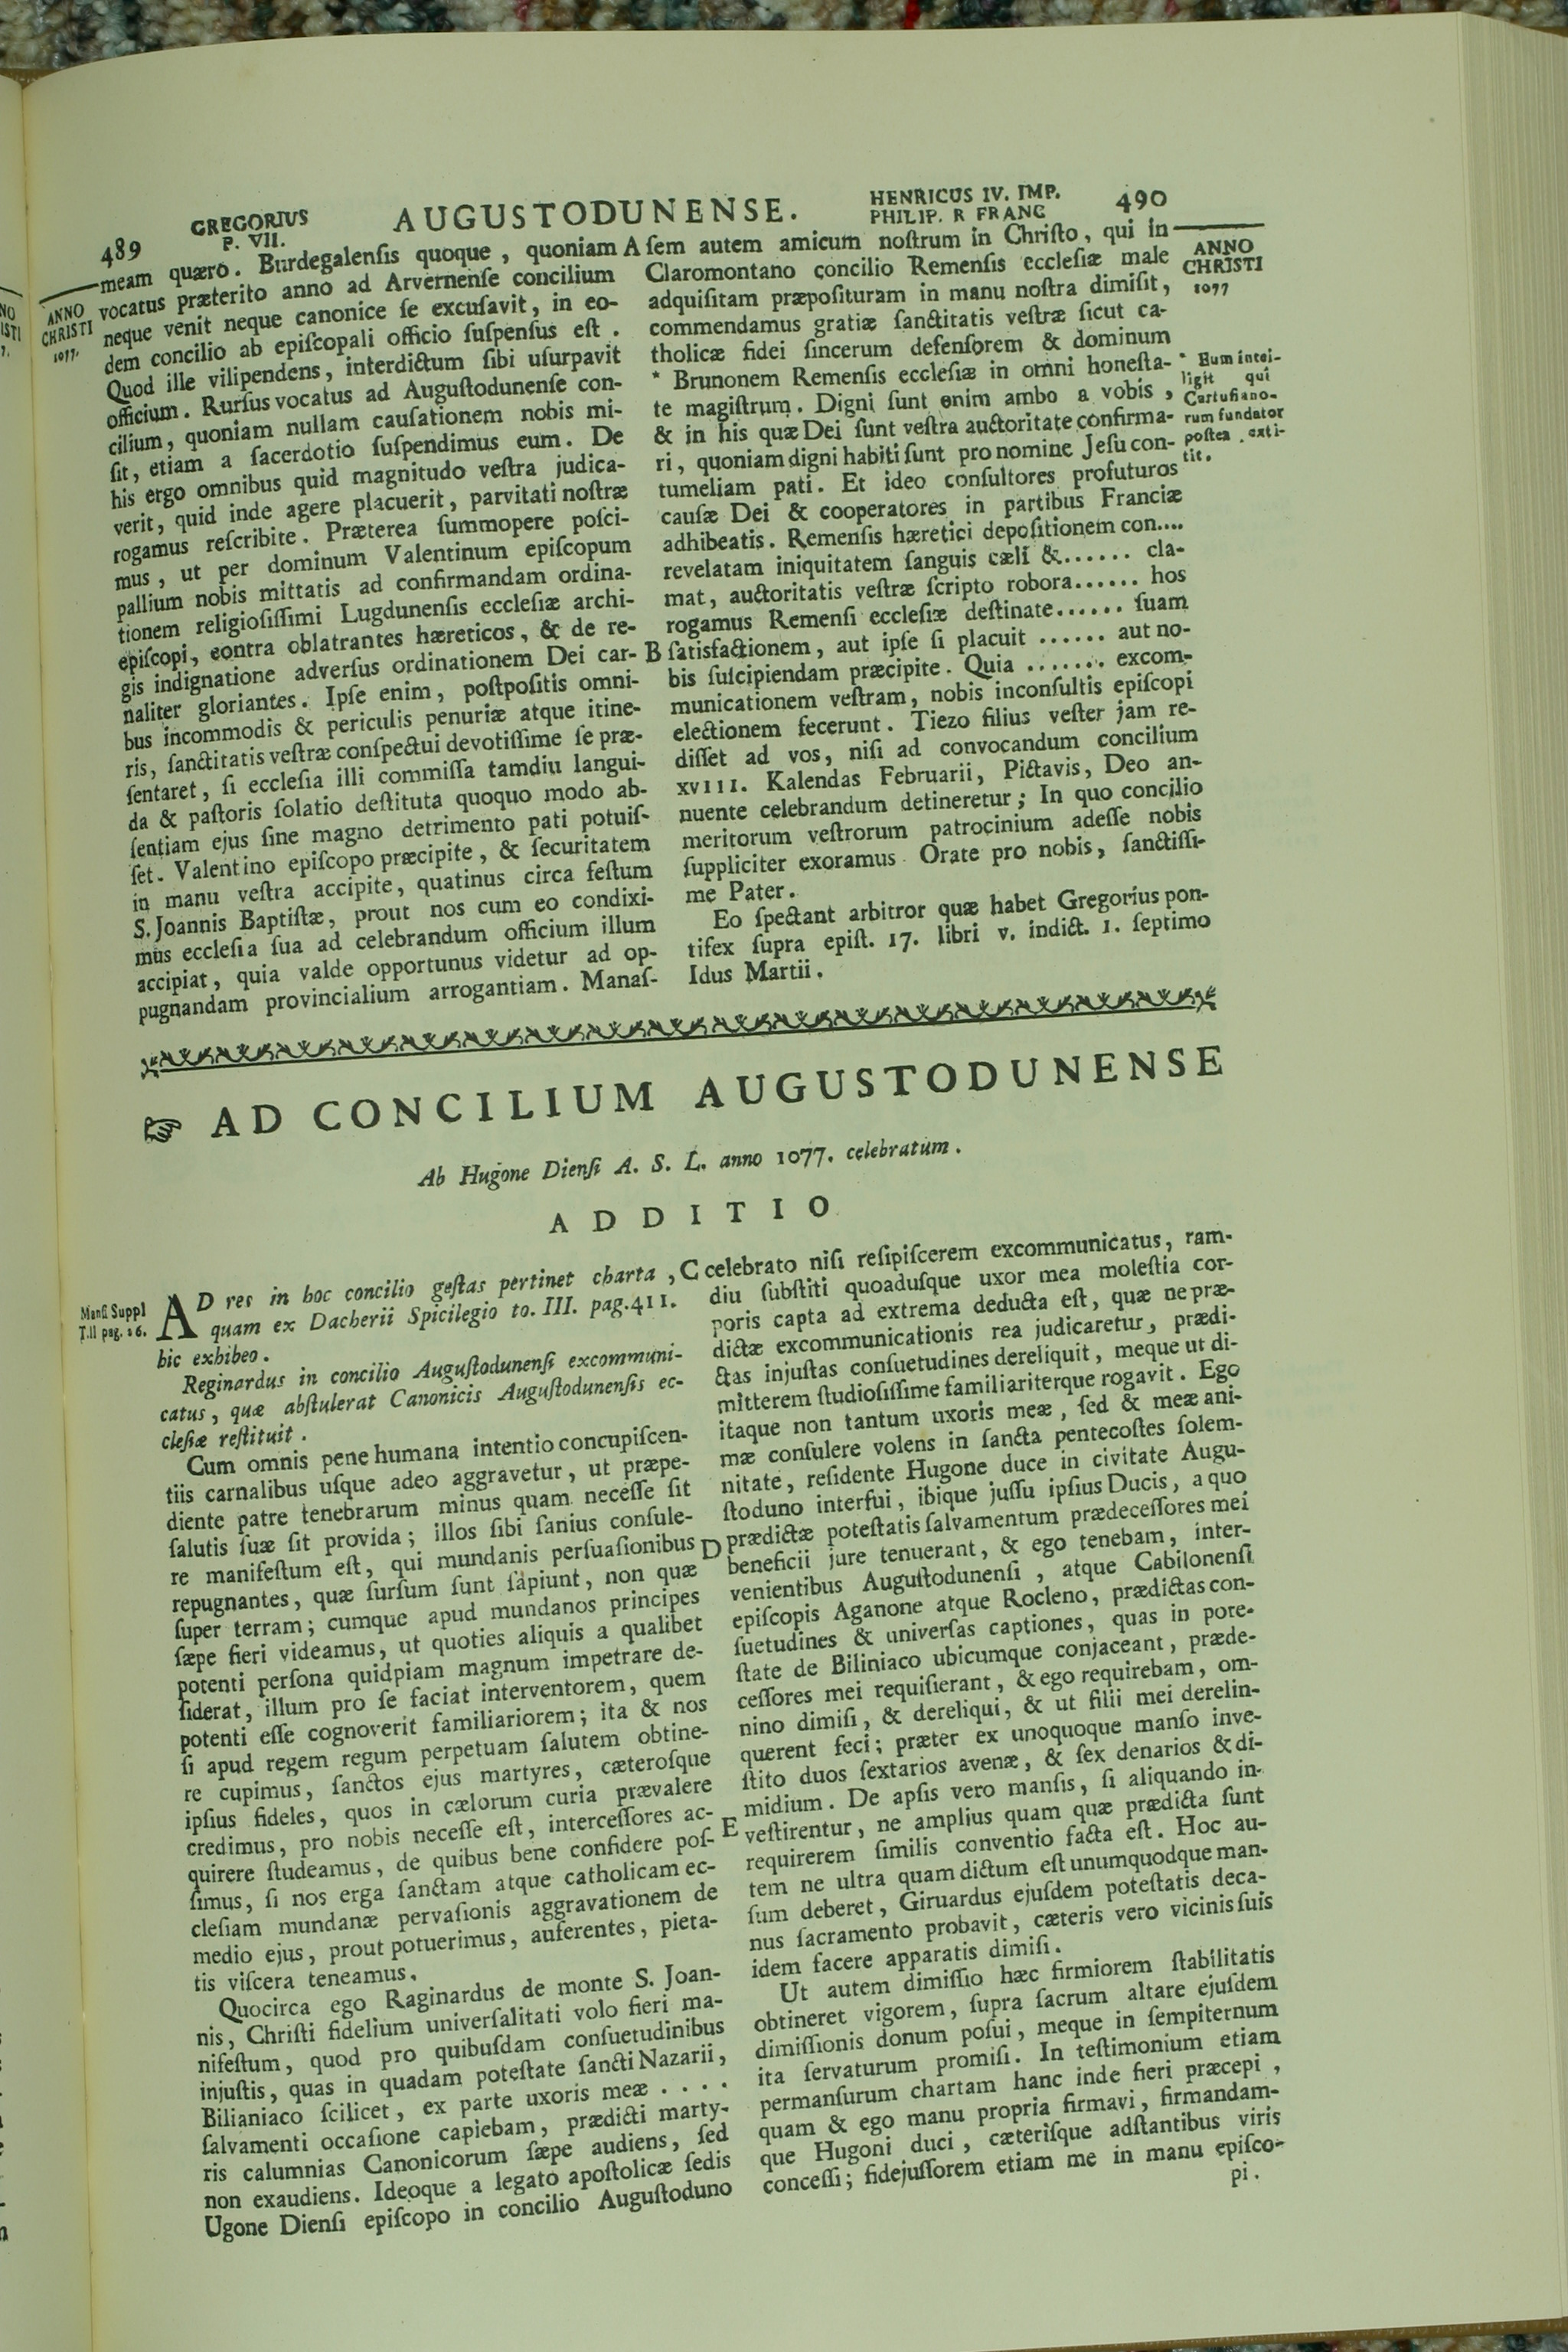 489
GREGORIUS
P. VII.
AUGUSTODUNENSE.
HENRICUS IV. IMP.
PHILIP. R FRANC
490
ANNO
CHRISTI
1077.
meam quæro. Burdegalenſis quoque, quoniam
vocatus præterito anno ad Arvernenſe concilium
neque venit neque canonice ſe excuſavit, in eo-
dem concilio ab epiſcopali officio ſuſpenſus eſt.
Quod ille vilipendens, interdictum ſibi uſurpavit
officium. Rurſus vocatus ad Auguſtodunenſe con-
cilium, quoniam nullam cauſationem nobis mi-
ſit, etiam a ſacerdotio ſuſpendimus eum. De
his ergo omnibus quid magnitudo veſtra judica-
verit, quid inde agere placuerit, parvitati noſtræ
rogamus reſcribite. Præterea ſummopere poſci-
mus, ut per dominum Valentinum epiſcopum
pallium nobis mittatis ad confirmandam ordina-
tionem religioſiſſimi Lugdunenſis eccleſiæ archi-
epiſcopi, contra oblatrantes hæreticos, & de re-
gis indignatione adverſus ordinationem Dei car-
naliter gloriantes. Ipſe enim, poſtpoſitis omni-
bus incommodis & periculis penuriæ atque itine-
ris, ſanctitatis veſtræ conſpectui devotiſſime ſe præ-
ſentaret, ſi eccleſia illi commiſſa tamdiu langui-
da & paſtoris ſolatio deſtituta quoquo modo ab-
ſentiam ejus ſine magno detrimento pati potuiſ-
ſet. Valentino epiſcopo præcipite, & ſecuritatem
in manu veſtra accipite, quatinus circa feſtum
S. Joannis Baptiſtæ, prout nos cum eo condixi-
mus eccleſia ſua ad celebrandum officium illum
accipiat, quia valde opportunus videtur ad op-
pugnandam provincialium arrogantiam. Manaſ-
A
B
ſem autem amicum noſtrum in Chriſto, qui in
Claromontano concilio Remenſis eccleſiæ male
adquiſitam præpoſituram in manu noſtra dimiſit,
commendamus gratiæ ſanctitatis veſtræ ſicut ca-
tholicæ fidei ſincerum defenſorem & dominum
* Brunonem Remenſis eccleſiæ in omni honeſta-
te magiſtrum. Digni ſunt enim ambo a vobis,
& in his quæ Dei ſunt veſtra auctoritate confirma-
ri, quoniam digni habiti ſunt pro nomine Jeſu con-
tumeliam pati. Et ideo conſultores profuturos
cauſæ Dei & cooperatores in partibus Franciæ
adhibeatis. Remenſis hæretici depoſitionem con....
revelatam iniquitatem ſanguis cæli &...... cla-
mat, auctoritatis veſtræ ſcripto robora...... hos
rogamus Remenſi eccleſiæ deſtinate...... ſuam
ſatisfactionem, aut ipſe ſi placuit ...... aut no-
bis ſuſcipiendam præcipite. Quia ....... excom-
municationem veſtram, nobis inconſultis epiſcopi
electionem fecerunt. Tiezo filius veſter jam re-
diſſet ad vos, niſi ad convocandum concilium
XVIII. Kalendas Februarii, Pictavis, Deo an-
nuente celebrandum detineretur; In quo concilio
meritorum veſtrorum patrocinium adeſſe nobis
ſuppliciter exoramus. Orate pro nobis, ſanctiſſi-
me Pater.
Eo ſpectant arbitror quæ habet Gregorius pon-
tifex ſupra epiſt. 17. libri v. indict. 1. ſeptimo
Idus Martii.
ANNO
CHRISTI
1077
* Eum intel-
ligit qui
Cartuſiano-
rum fundator
poſtea exti-
tit.
☞ AD CONCILIUM AUGUSTODUNENSE
Ab Hugone Dienſi A. S. L. anno 1077. celebratum.
ADDITIO
Manſi Suppl
T.II pag. 26.
AD res in hoc concilio geſtas pertinet charta,
quam ex Dacherii Spicilegio to. III. pag. 411.
hic exhibeo.
Reginardus in concilio Auguſtodunenſi excommuni-
catus, quæ abſtulerat Canonicis Auguſtodunenſis ec-
cleſiæ reſtituit.
Cum omnis pene humana intentio concupiſcen-
tiis carnalibus uſque adeo aggravetur, ut præpe-
diente patre tenebrarum minus quam neceſſe ſit
ſalutis ſuæ ſit provida; illos ſibi ſanius conſule-
re manifeſtum eſt, qui mundanis perſuaſionibus
repugnantes, quæ ſurſum ſunt ſapiunt, non quæ
ſuper terram; cumque apud mundanos principes
ſæpe fieri videamus, ut quoties aliquis a qualibet
potenti perſona quidpiam magnum impetrare de-
ſiderat, illum pro ſe faciat interventorem, quem
potenti eſſe cognoverit familiariorem; ita & nos
ſi apud regem regum perpetuam ſalutem obtine-
re cupimus, ſanctos ejus martyres, cæteroſque
ipſius fideles, quos in cælorum curia prævalere
credimus, pro nobis neceſſe eſt, interceſſores ac-
quirere ſtudeamus, de quibus bene confidere poſ-
ſimus, ſi nos erga ſanctam atque catholicam ec-
cleſiam mundanæ pervaſionis aggravationem de
medio ejus, prout potuerimus, auferentes, pieta-
tis viſcera teneamus.
Quocirca ego Raginardus de monte S. Joan-
nis, Chriſti fidelium univerſalitati volo fieri ma-
nifeſtum, quod pro quibuſdam conſuetudinibus
injuſtis, quas in quadam poteſtate ſancti Nazarii,
Bilianiaco ſcilicet, ex parte uxoris meæ ....
ſalvamenti occaſione capiebam, prædicti marty-
ris calumnias Canonicorum ſæpe audiens, ſed
non exaudiens. Ideoque a legato apoſtolicæ ſedis
Ugone Dienſi epiſcopo in concilio Auguſtoduno
C
D
E
celebrato niſi reſipiſcerem excommunicatus, ram-
diu ſubſtiti quoaduſque uxor mea moleſtia cor-
poris capta ad extrema deducta eſt, quæ ne præ-
dictæ excommunicationis rea judicaretur, prædi-
ctas injuſtas conſuetudines dereliquit, meque ut di-
mitterem ſtudioſiſſime familiariterque rogavit. Ego
itaque non tantum uxoris meæ, ſed & meæ ani-
mæ conſulere volens in ſancta pentecoſtes ſolem-
nitate, reſidente Hugone duce in civitate Augu-
ſtoduno interfui, ibique juſſu ipſius Ducis, a quo
prædictæ poteſtatis ſalvamentum prædeceſſores mei
beneficii jure tenuerant, & ego tenebam, inter-
venientibus Auguſtodunenſi, atque Cabilonenſi
epiſcopis Aganone atque Rocleno, prædictas con-
ſuetudines & univerſas captiones, quas in pote-
ſtate de Biliniaco ubicumque conjaceant, præde-
ceſſores mei requiſierant, & ego requirebam, om-
nino dimiſi, & dereliqui, & ut filii mei derelin-
querent feci; præter ex unoquoque manſo inve-
ſtito duos ſextarios avenæ, & ſex denarios & di-
midium. De apſis vero manſis, ſi aliquando in-
veſtirentur, ne amplius quam quæ prædicta ſunt
requirerem ſimilis conventio facta eſt. Hoc au-
tem ne ultra quam dictum eſt unumquodque man-
ſum deberet, Giruardus ejuſdem poteſtatis deca-
nus ſacramento probavit, cæteris vero vicinis ſuis
idem facere apparatis dimiſi.
Ut autem dimiſſio hæc firmiorem ſtabilitatis
obtineret vigorem, ſupra ſacrum altare ejuſdem
dimiſſionis donum poſui, meque in ſempiternum
ita ſervaturum promiſi. In teſtimonium etiam
permanſurum chartam hanc inde fieri præcepi,
quam & ego manu propria firmavi, firmandam-
que Hugoni duci, cæteriſque adſtantibus viris
conceſſi; fidejuſſorem etiam me in manu epiſco-
pi.